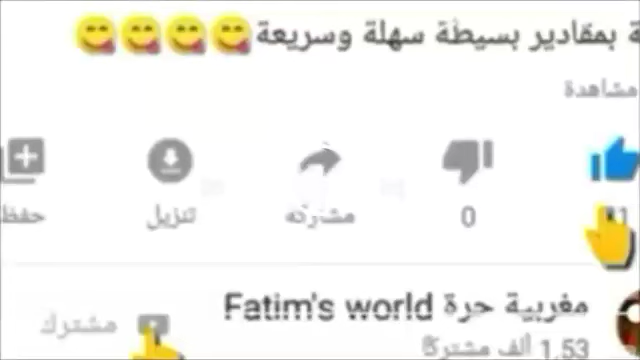 ة بمقادير بسيطة سهلة وسريعة😋😋😋😋
مشاهدة
0 مشاركة تنزيل حفظ
مغربية حرة Fatim's world
1,53 ألف مشترك
مشترك